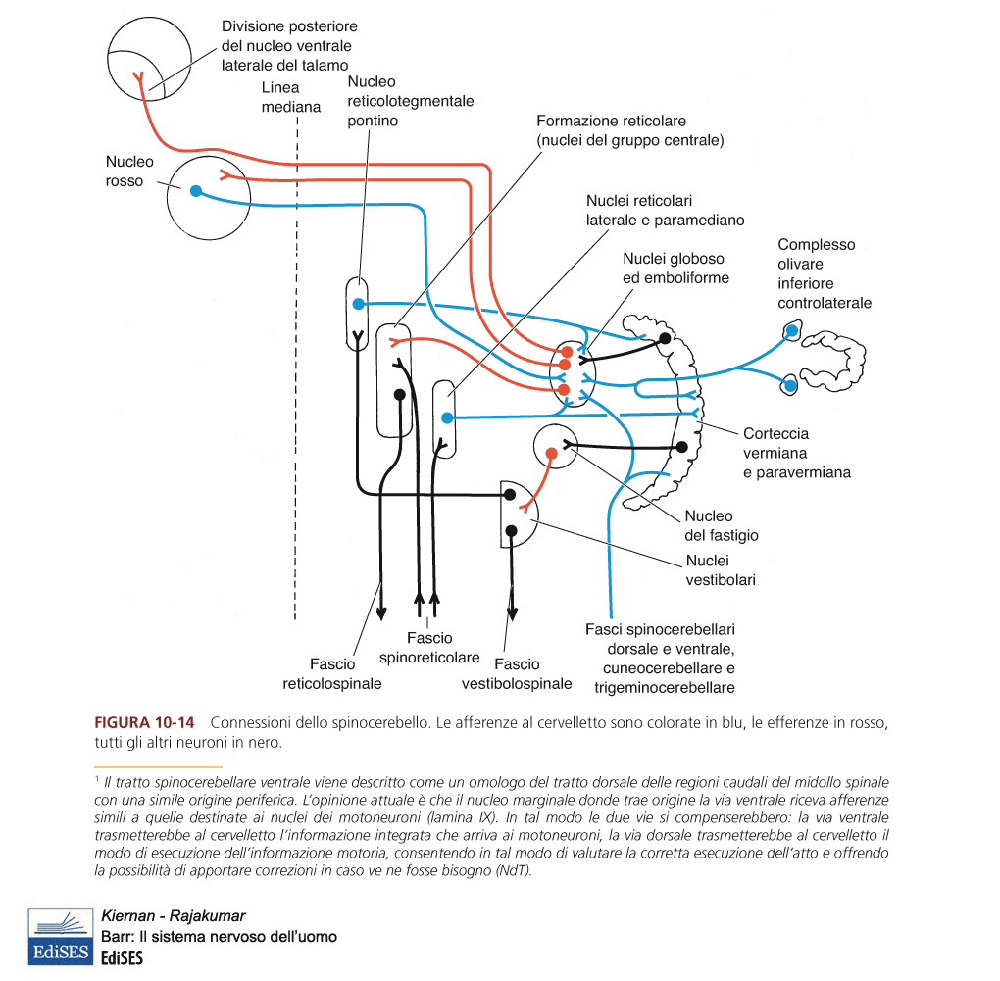 Divisione posteriore
del nucleo ventrale
laterale del talamo
Linea
mediana
Nucleo
reticolotegmentale
pontino
Formazione reticolare
(nuclei del gruppo centrale)
Nucleo
rosso
Nuclei reticolari
laterale e paramediano
Nuclei globoso
ed emboliforme
Complesso
olivare
inferiore
controlaterale
Corteccia
vermiana
e paravermiana
Nucleo
del fastigio
Nuclei
vestibolari
Fascio
reticolospinale
Fascio
spinoreticolare
Fascio
vestibolospinale
Fasci spinocerebellari
dorsale e ventrale,
cuneocerebellare e
trigeminocerebellare
FIGURA 10-14 Connessioni dello spinocerebello. Le afferenze al cervelletto sono colorate in blu, le efferenze in rosso,
tutti gli altri neuroni in nero.
1 Il tratto spinocerebellare ventrale viene descritto come un omologo del tratto dorsale delle regioni caudali del midollo spinale
con una simile origine periferica. L'opinione attuale è che il nucleo marginale donde trae origine la via ventrale riceva afferenze
simili a quelle destinate ai nuclei dei motoneuroni (lamina IX). In tal modo le due vie si compenserebbero: la via ventrale
trasmetterebbe al cervelletto l'informazione integrata che arriva ai motoneuroni, la via dorsale trasmetterebbe al cervelletto il
modo di esecuzione dell'informazione motoria, consentendo in tal modo di valutare la corretta esecuzione dell'atto e offrendo
la possibilità di apportare correzioni in caso ve ne fosse bisogno (NdT).
EdiSES
Kiernan - Rajakumar
Barr: Il sistema nervoso dell'uomo
EdiSES